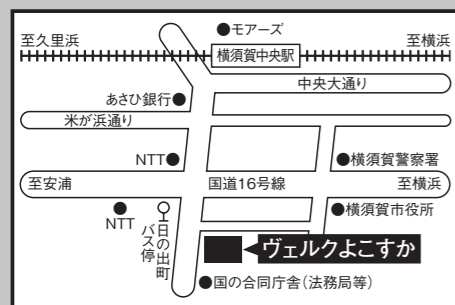 ●モアーズ
至久里浜
横須賀中央駅
至横浜
中央大通り
あさひ銀行●
米が浜通り
NTT●
●横須賀警察署
至安浦
国道16号線
至横浜
●
NTT
日の出町
バス停
●横須賀市役所
ヴェルクよこすか
●国の合同庁舎(法務局等)